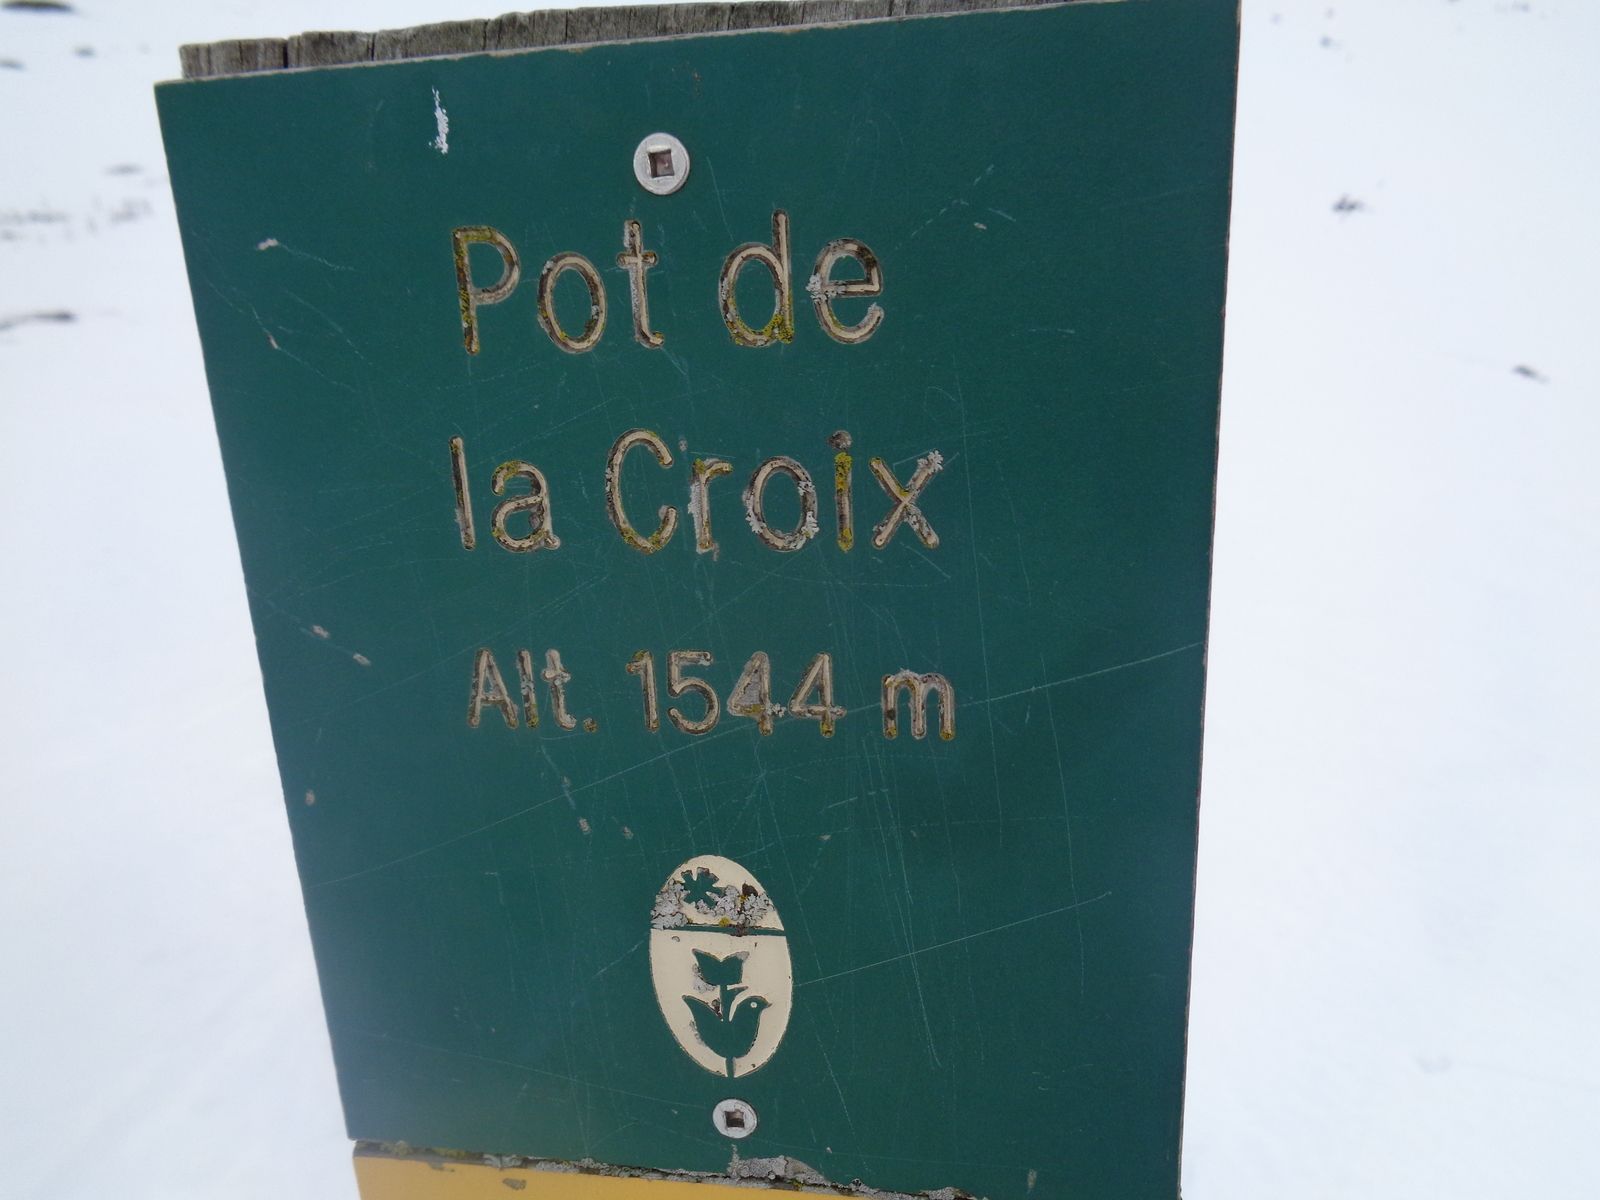 Pot de
la Croix
Alt. 1544 m